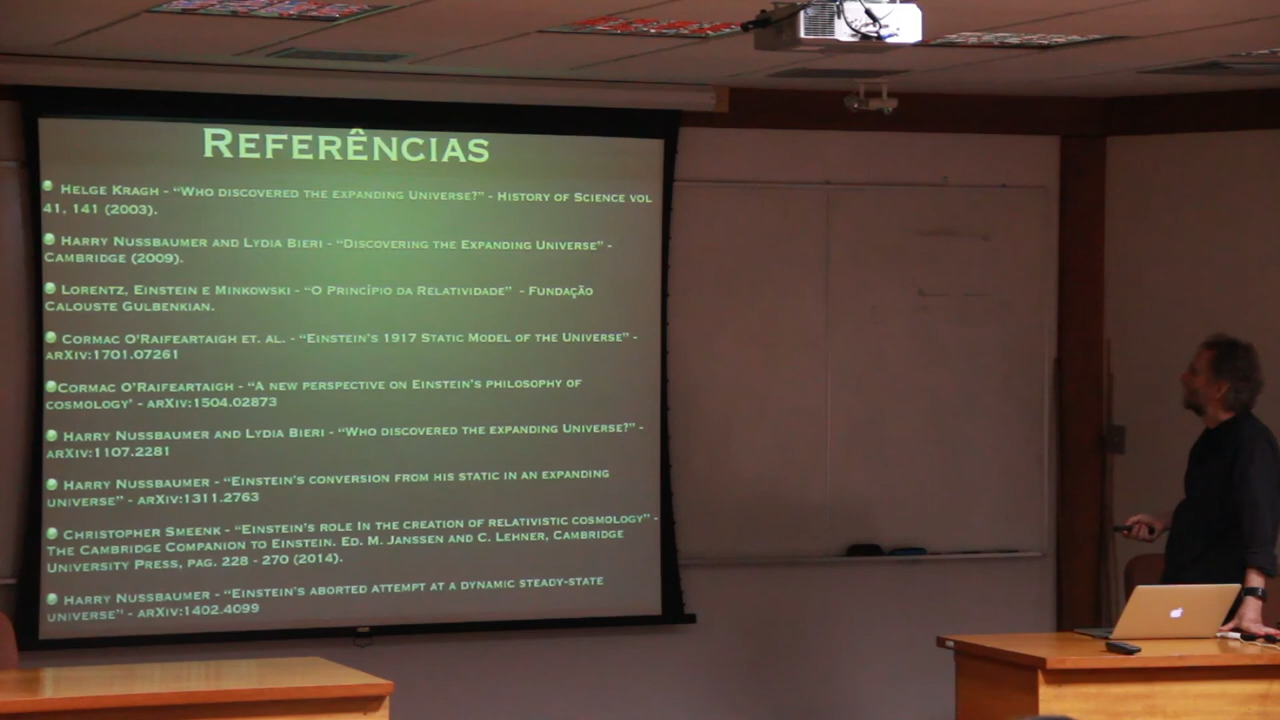 REFERÊNCIAS
HELGE KRAGH - “WHO DISCOVERED THE EXPANDING UNIVERSE?” - HISTORY OF SCIENCE VOL
41, 141 (2003).
HARRY NUSSBAUMER AND LYDIA BIERI - “DISCOVERING THE EXPANDING UNIVERSE” -
CAMBRIDGE (2009).
LORENTZ, EINSTEIN E MINKOWSKI - “O PRINCÍPIO DA RELATIVIDADE” - FUNDAÇÃO
CALOUSTE GULBENKIAN.
CORMAC O'RAIFEARTAIGH ET. AL. - “EINSTEIN'S 1917 STATIC MODEL OF THE UNIVERSE” -
ARXIV:1701.07261
CORMAC O'RAIFEARTAIGH - “A NEW PERSPECTIVE ON EINSTEIN'S PHILOSOPHY OF
COSMOLOGY' - ARXIV:1504.02873
HARRY NUSSBAUMER AND LYDIA BIERI - “WHO DISCOVERED THE EXPANDING UNIVERSE?” -
ARXIV:1107.2281
HARRY NUSSBAUMER - “EINSTEIN'S CONVERSION FROM HIS STATIC IN AN EXPANDING
UNIVERSE” - ARXIV:1311.2763
CHRISTOPHER SMEENK - “EINSTEIN'S ROLE IN THE CREATION OF RELATIVISTIC COSMOLOGY” -
THE CAMBRIDGE COMPANION TO EINSTEIN. ED. M. JANSSEN AND C. LEHNER, CAMBRIDGE
UNIVERSITY PRESS, PAG. 228 - 270 (2014).
HARRY NUSSBAUMER - “EINSTEIN'S ABORTED ATTEMPT AT A DYNAMIC STEADY-STATE
UNIVERSE” - ARXIV:1402.4099